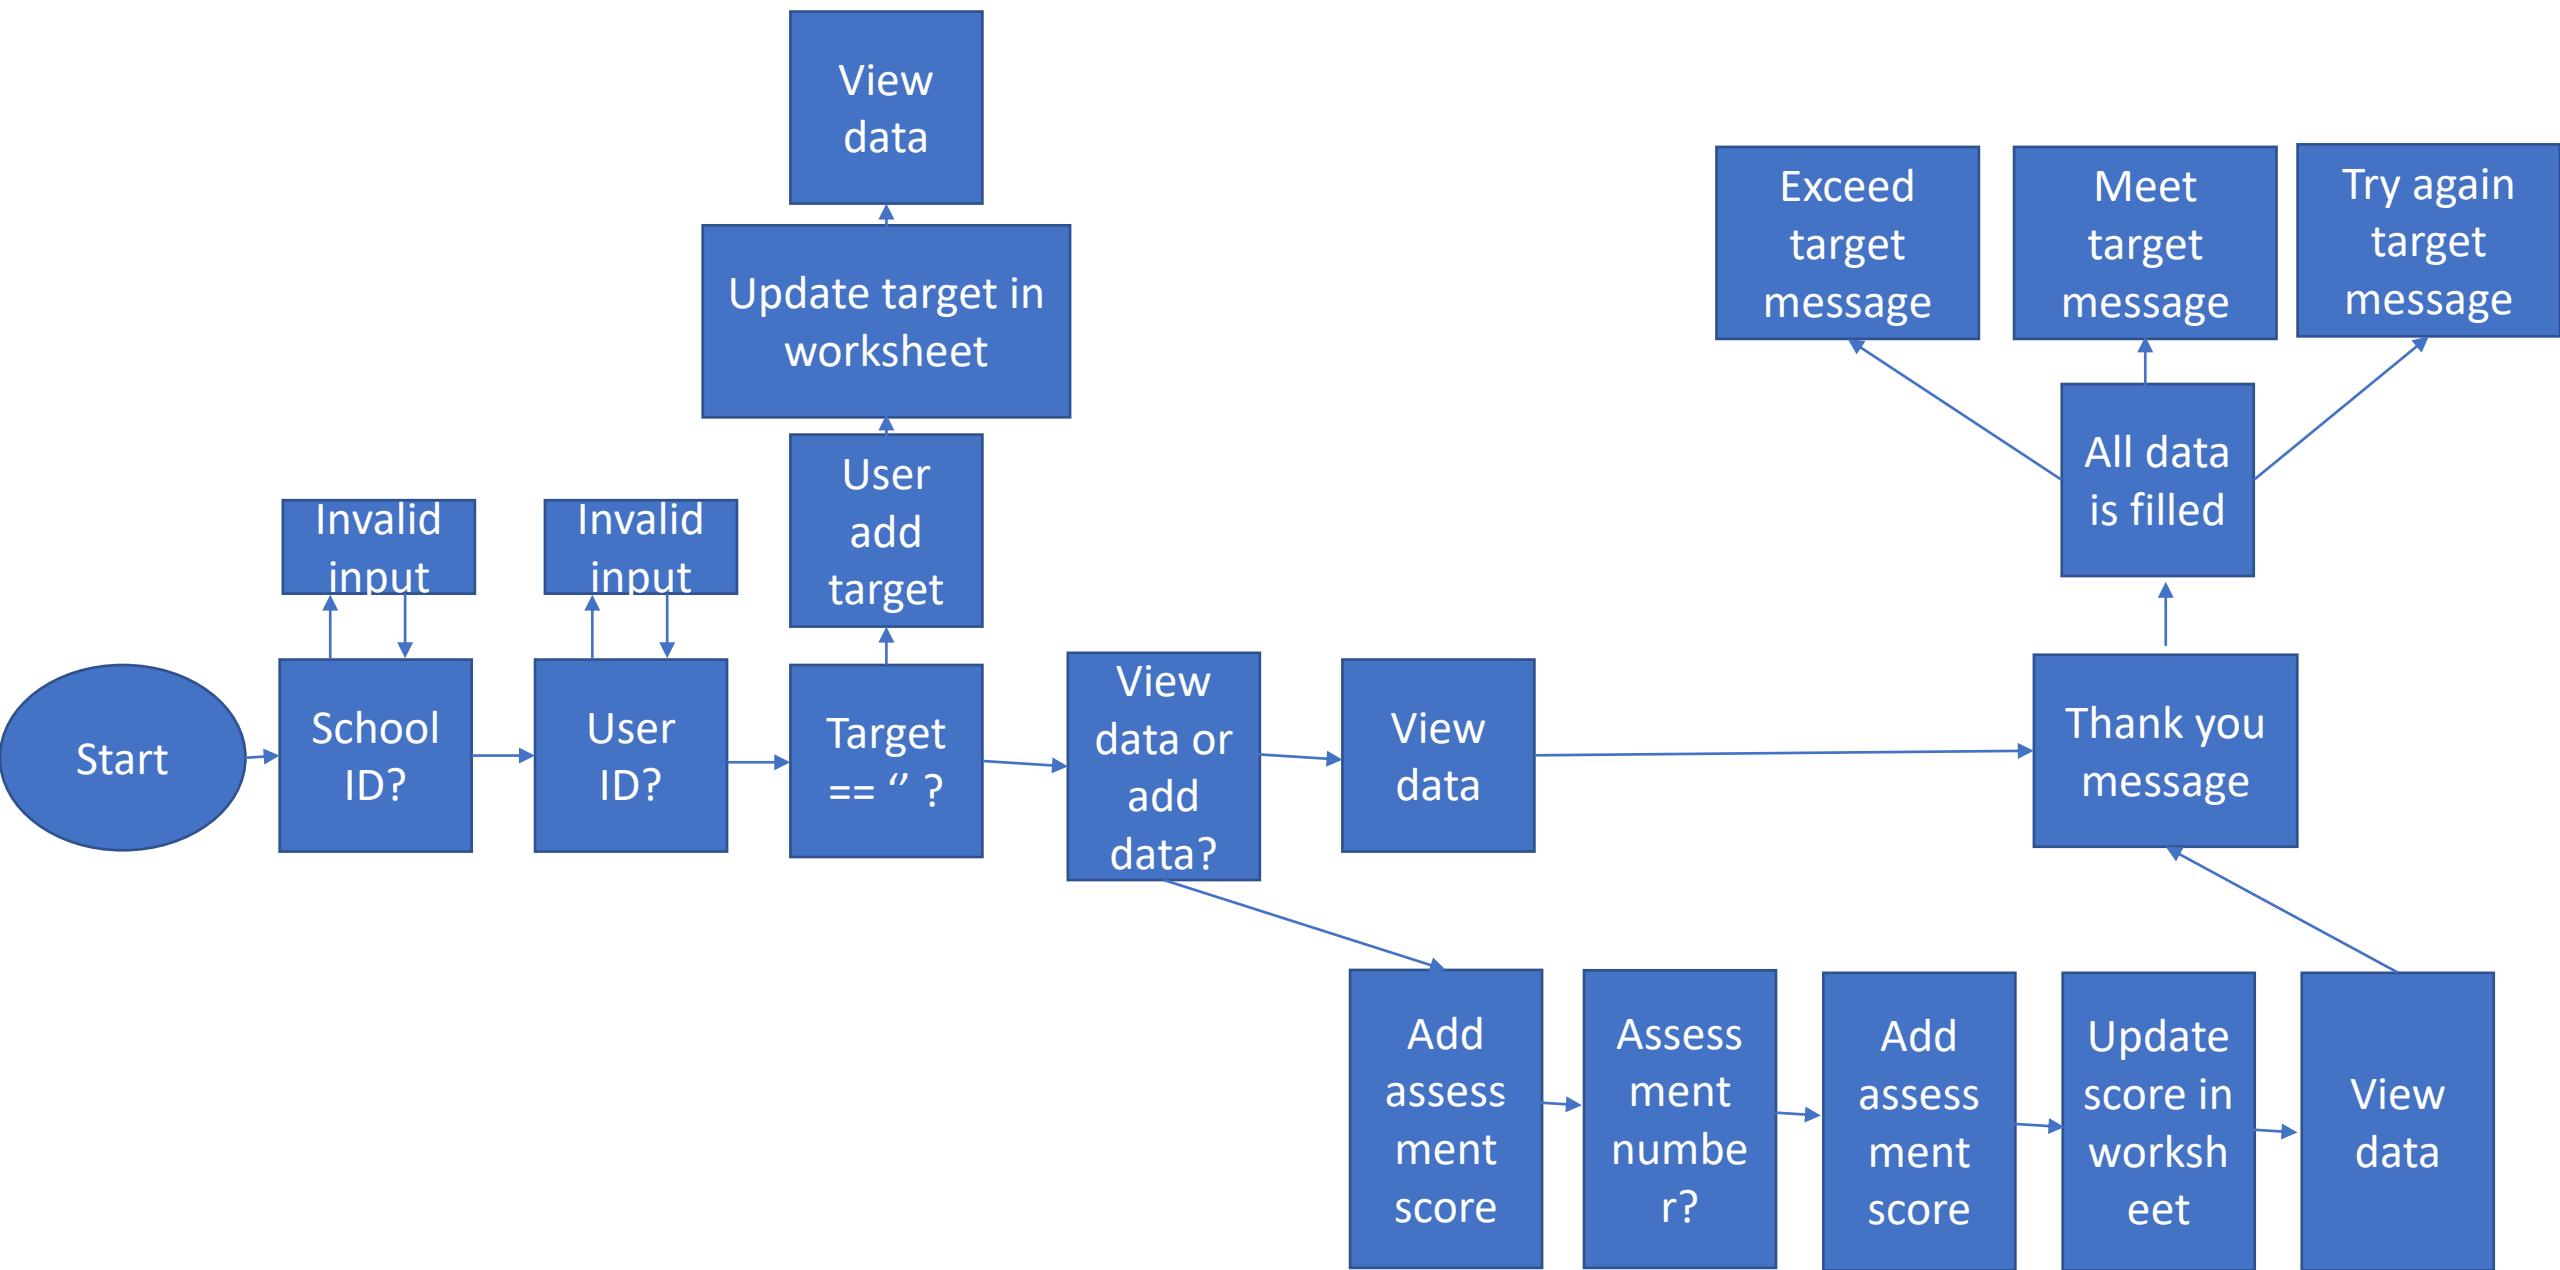 View
data
Update target in
worksheet
User
add
target
Exceed
target
message
Meet
target
message
Try again
target
message
All data
is filled
Invalid
input
Invalid
input
Start
School
ID?
User
ID?
Target
== ‘’ ?
View
data or
add
data?
View
data
Thank you
message
Add
assess
ment
score
Assess
ment
numbe
r?
Add
assess
ment
score
Update
score in
worksh
eet
View
data